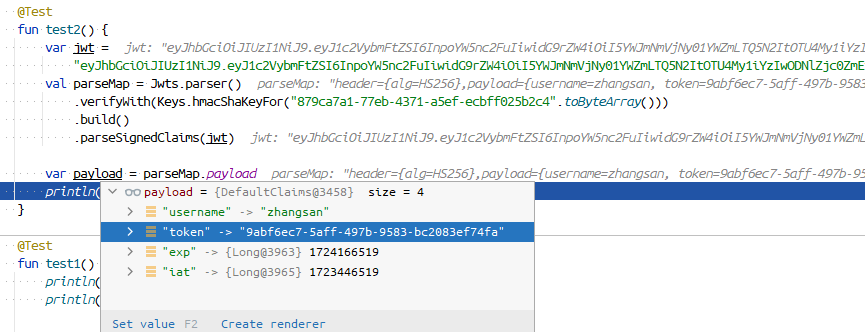 @Test
fun test2() {
var jwt = jwt: "eyJhbGciOiJIUzI1NiJ9.eyJ1c2VybmFtZSI6InpoYW5nc2FuIiwidG9rZW4iOiI5YWJmNmVjNy01YWZmLTQ5N2ItOTU4My1iYzIwODNlZjc0
"eyJhbGciOiJIUzI1NiJ9.eyJ1c2VybmFtZSI6InpoYW5nc2FuIiwidG9rZW4iOiI5YWJmNmVjNy01YWZmLTQ5N2ItOTU4My1iYzIwODNlZjc0ZmE
val parseMap = Jwts.parser() parseMap: "header={alg=HS256},payload={username=zhangsan, token=9abf6ec7-5aff-497b-9
.verifyWith(Keys.hmacShaKeyFor("879ca7a1-77eb-4371-a5ef-ecbff025b2c4".toByteArray()))
.build()
.parseSignedClaims(jwt) jwt: "eyJhbGciOiJIUzI1NiJ9.eyJ1c2VybmFtZSI6InpoYW5nc2FuIiwidG9rZW4iOiI5YWJmNmVjNy01YWZmL
var payload = parseMap.payload parseMap: "header={alg=HS256},payload={username=zhangsan, token=9abf6ec7-5aff-497b-95
println(
payload = {DefaultClaims@3458} size = 4
"username" -> "zhangsan"
"token" -> "9abf6ec7-5aff-497b-9583-bc2083ef74fa"
"exp" -> {Long@3963} 1724166519
"iat" -> {Long@3965} 1723446519
Set value F2 Create renderer
}
@Test
fun test1()
println(
println(